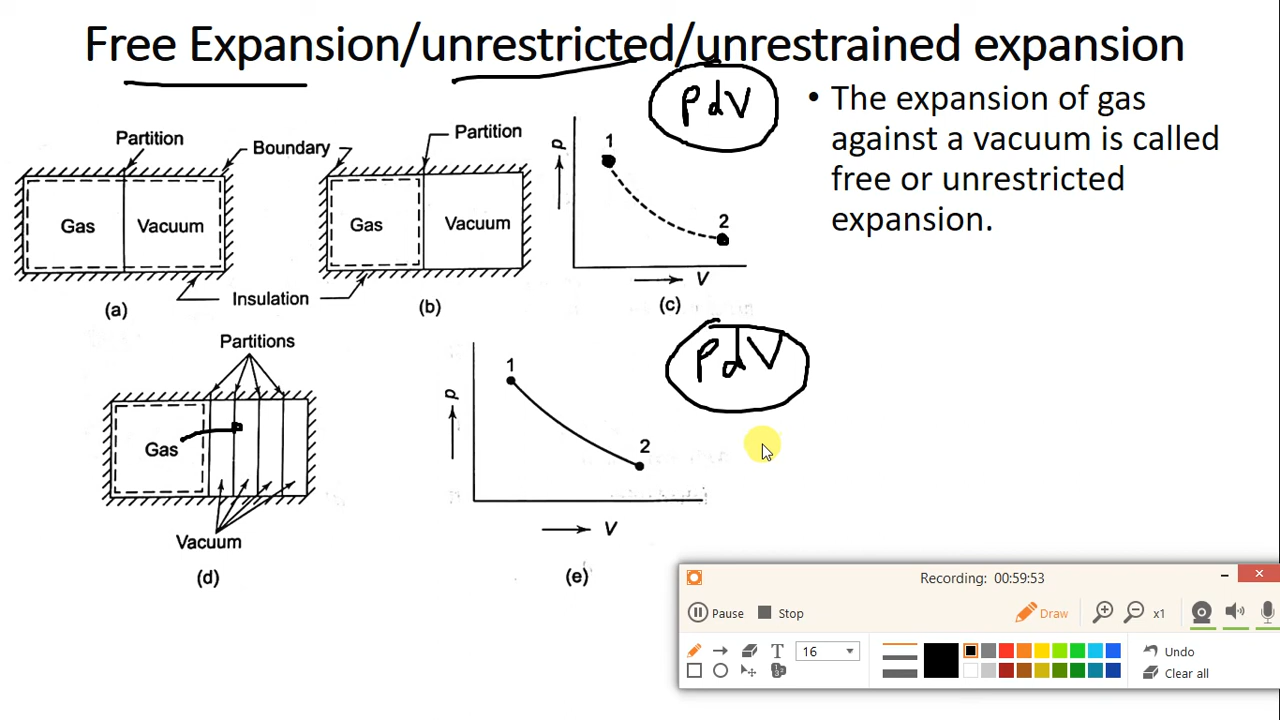 Free Expansion/unrestricted/unrestrained expansion
pdV
• The expansion of gas
against a vacuum is called
free or unrestricted
expansion.
Partition
Boundary
Partition
Gas
Vacuum
Gas
Vacuum
p
1
2
V
(a)
Insulation
(b)
(c)
Partitions
Gas
Vacuum
(d)
p
1
2
V
(e)
pdV
Recording: 00:59:53
Pause
Stop
Draw
x1
T
16
Undo
Clear all